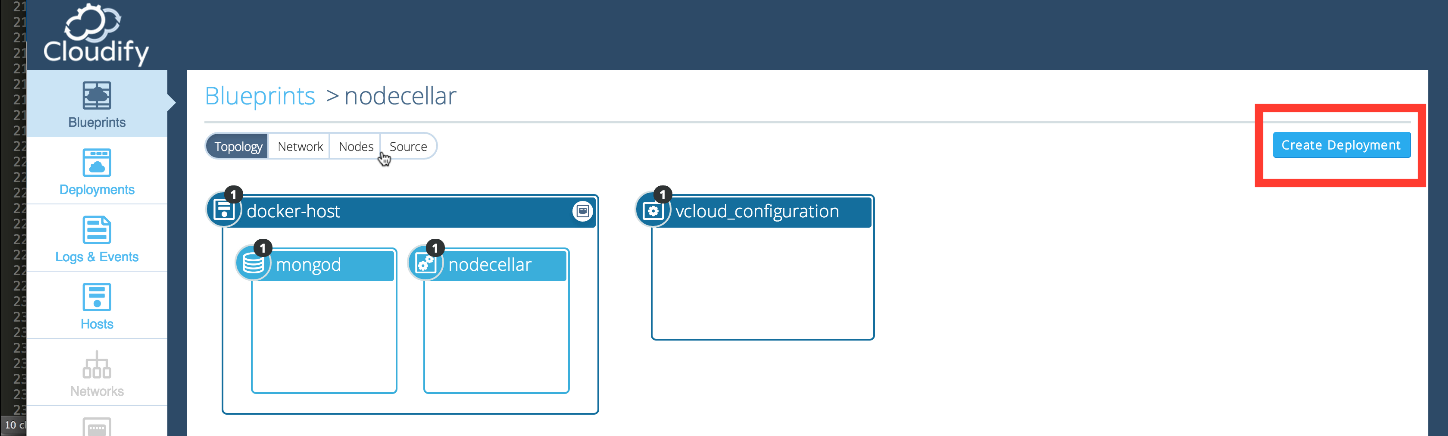 Cloudify
Blueprints
Deployments
Logs & Events
Hosts
Networks
Blueprints > nodecellar
Topology Network Nodes Source
Create Deployment
1 docker-host
1 mongod
1 nodecellar
1 vcloud_configuration